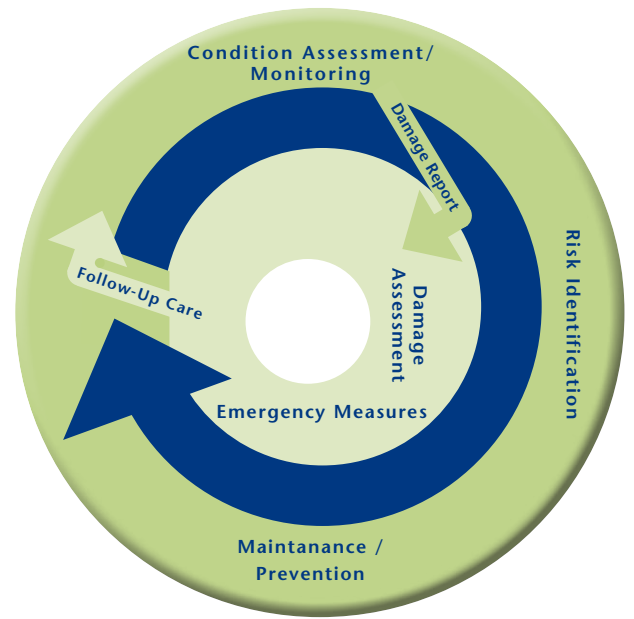 Condition Assessment/
Monitoring
Damage Report
Risk Identification
Damage
Assessment
Follow-Up Care
Emergency Measures
Maintanance /
Prevention